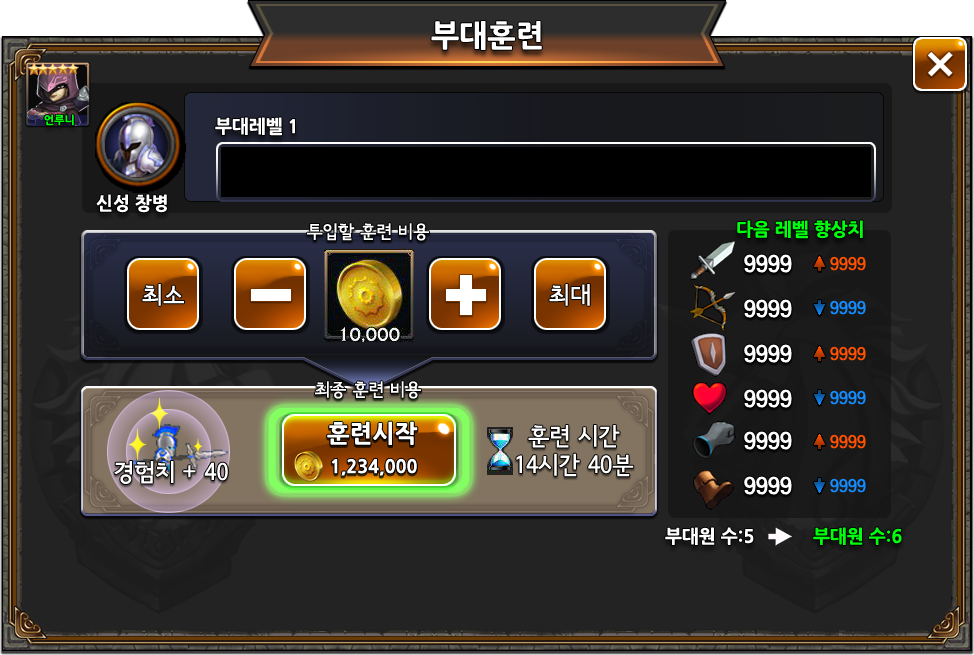 부대훈련
언루니
부대레벨 1
신성 창병
투입할 훈련 비용
최소
10,000
최대
최종 훈련 비용
경험치 + 40
훈련시작
1,234,000
훈련 시간
14시간 40분
다음 레벨 향상치
9999 9999
9999 9999
9999 9999
9999 9999
9999 9999
9999 9999
부대원 수:5 부대원 수:6